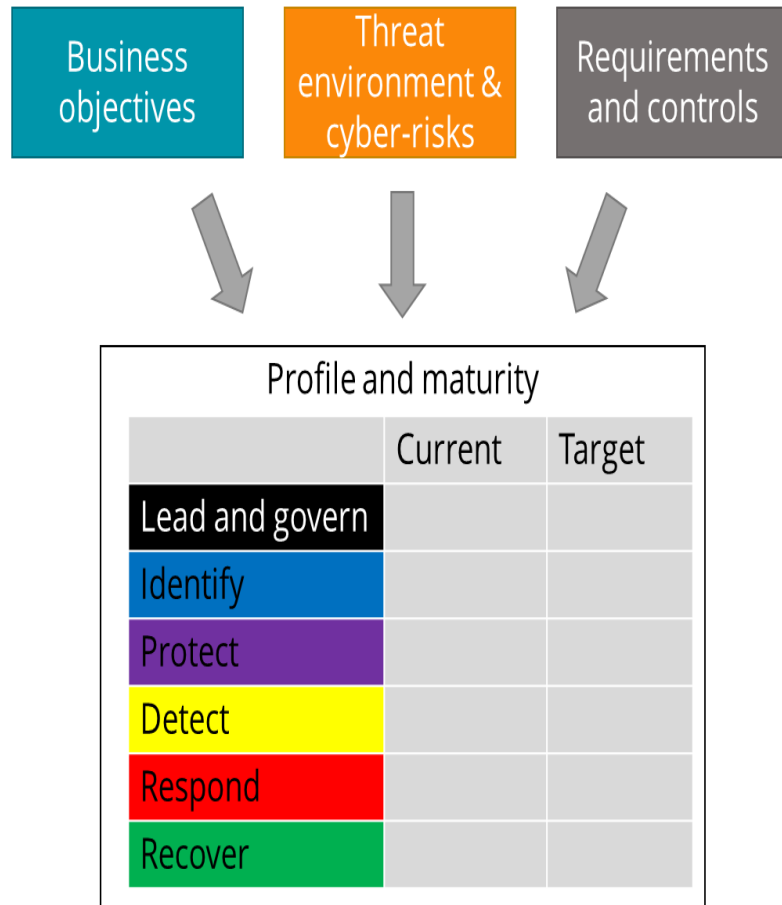 Business
objectives
Threat
environment &
cyber-risks
Requirements
and controls
Profile and maturity
Current Target
Lead and govern
Identify
Protect
Detect
Respond
Recover